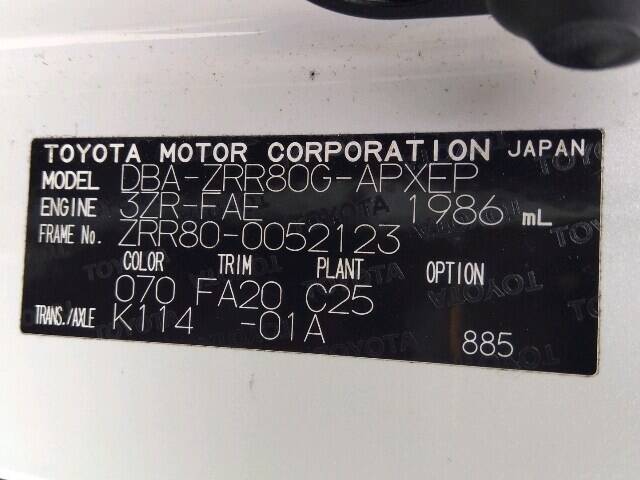 TOYOTA MOTOR CORPORATION JAPAN
MODEL DBA-ZRR80G-APXEP
ENGINE 3ZR-FAE 1986 mL
FRAME No. ZRR80-0052123
COLOR TRIM PLANT OPTION
070 FA20 C25
TRANS./AXLE K114 -01A
885